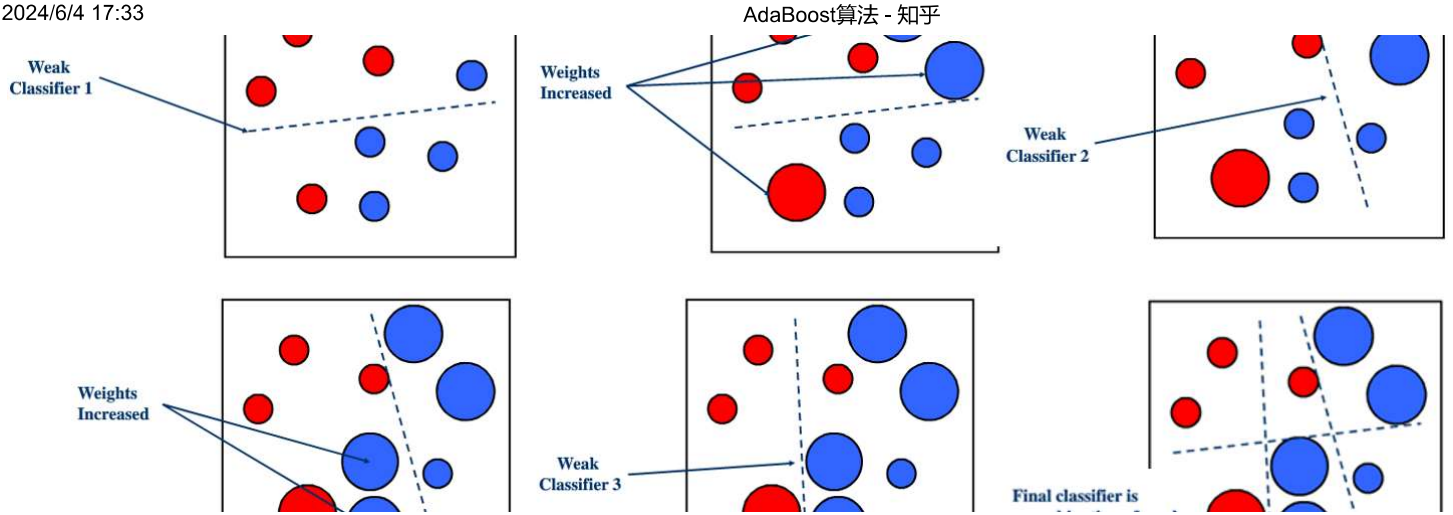 2024/6/4 17:33
AdaBoost算法 - 知乎
Weak
Classifier 1
Weights
Increased
Weak
Classifier 2
Weights
Increased
Weak
Classifier 3
Final classifier is